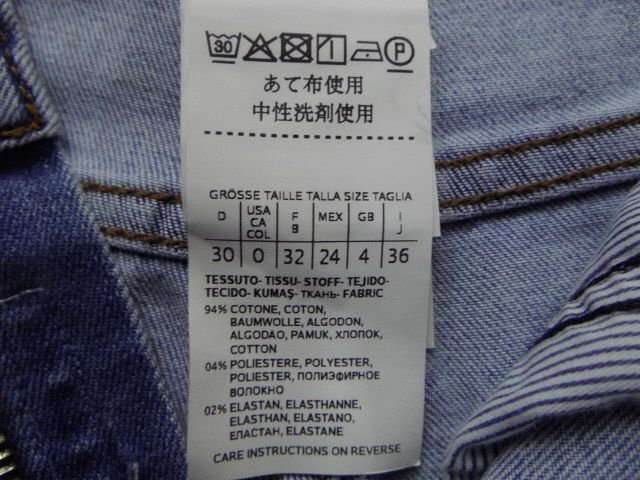 30 P
あて布使用
中性洗剤使用
GRÖSSE TAILLE TALLA SIZE TAGLIA
D USA CA COL F B MEX GB I J
30 0 32 24 4 36
TESSUTO- TISSU- STOFF- TEJIDO-
TECIDO- KUMAŞ- ТКАНЬ- FABRIC
94% COTONE, COTON,
BAUMWOLLE, ALGODON,
ALGODAO, PAMUK, ХЛОПОК,
COTTON
04% POLIESTERE, POLYESTER,
POLIESTER, ПОЛИЭФИРНОЕ
ВОЛОКНО
02% ELASTAN, ELASTHANNE,
ELASTHAN, ELASTANO,
ЕЛАСТАН, ELASTANE
CARE INSTRUCTIONS ON REVERSE